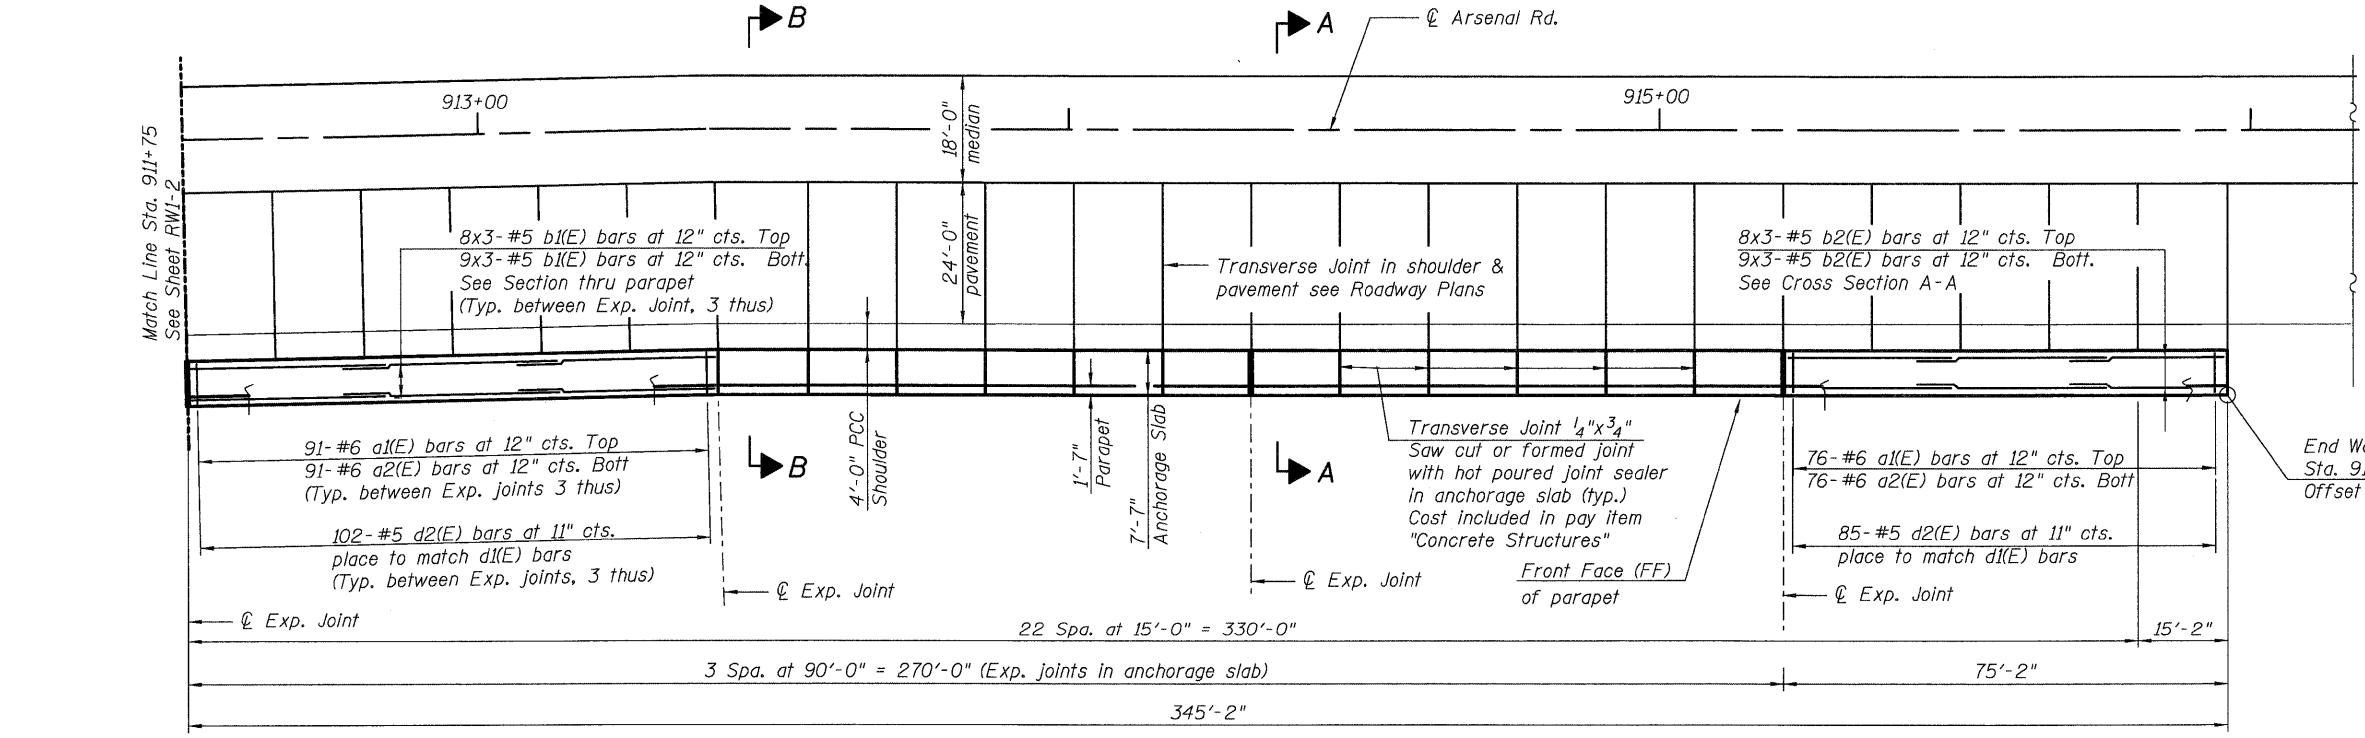 B
A
℄ Arsenal Rd.
913+00
915+00
18'-0"
median
Match Line Sta. 911+75
See Sheet RW1-2
24'-0"
pavement
8x3-#5 b1(E) bars at 12" cts. Top
9x3-#5 b1(E) bars at 12" cts. Bott.
See Section thru parapet
(Typ. between Exp. Joint, 3 thus)
Transverse Joint in shoulder &
pavement see Roadway Plans
8x3-#5 b2(E) bars at 12" cts. Top
9x3-#5 b2(E) bars at 12" cts. Bott.
See Cross Section A-A
91-#6 a1(E) bars at 12" cts. Top
91-#6 a2(E) bars at 12" cts. Bott
(Typ. between Exp. joints 3 thus)
102-#5 d2(E) bars at 11" cts.
place to match d1(E) bars
(Typ. between Exp. joints, 3 thus)
B
4'-0" PCC
Shoulder
1'-7"
Parapet
7'-7"
Anchorage Slab
A
Transverse Joint 1/4"x3/4"
Saw cut or formed joint
with hot poured joint sealer
in anchorage slab (typ.)
Cost included in pay item
"Concrete Structures"
Front Face (FF)
of parapet
76-#6 a1(E) bars at 12" cts. Top
76-#6 a2(E) bars at 12" cts. Bott
85-#5 d2(E) bars at 11" cts.
place to match d1(E) bars
End
Sta.
Offset
℄ Exp. Joint
℄ Exp. Joint
℄ Exp. Joint
℄ Exp. Joint
22 Spa. at 15'-0" = 330'-0"
15'-2"
3 Spa. at 90'-0" = 270'-0" (Exp. joints in anchorage slab)
75'-2"
345'-2"